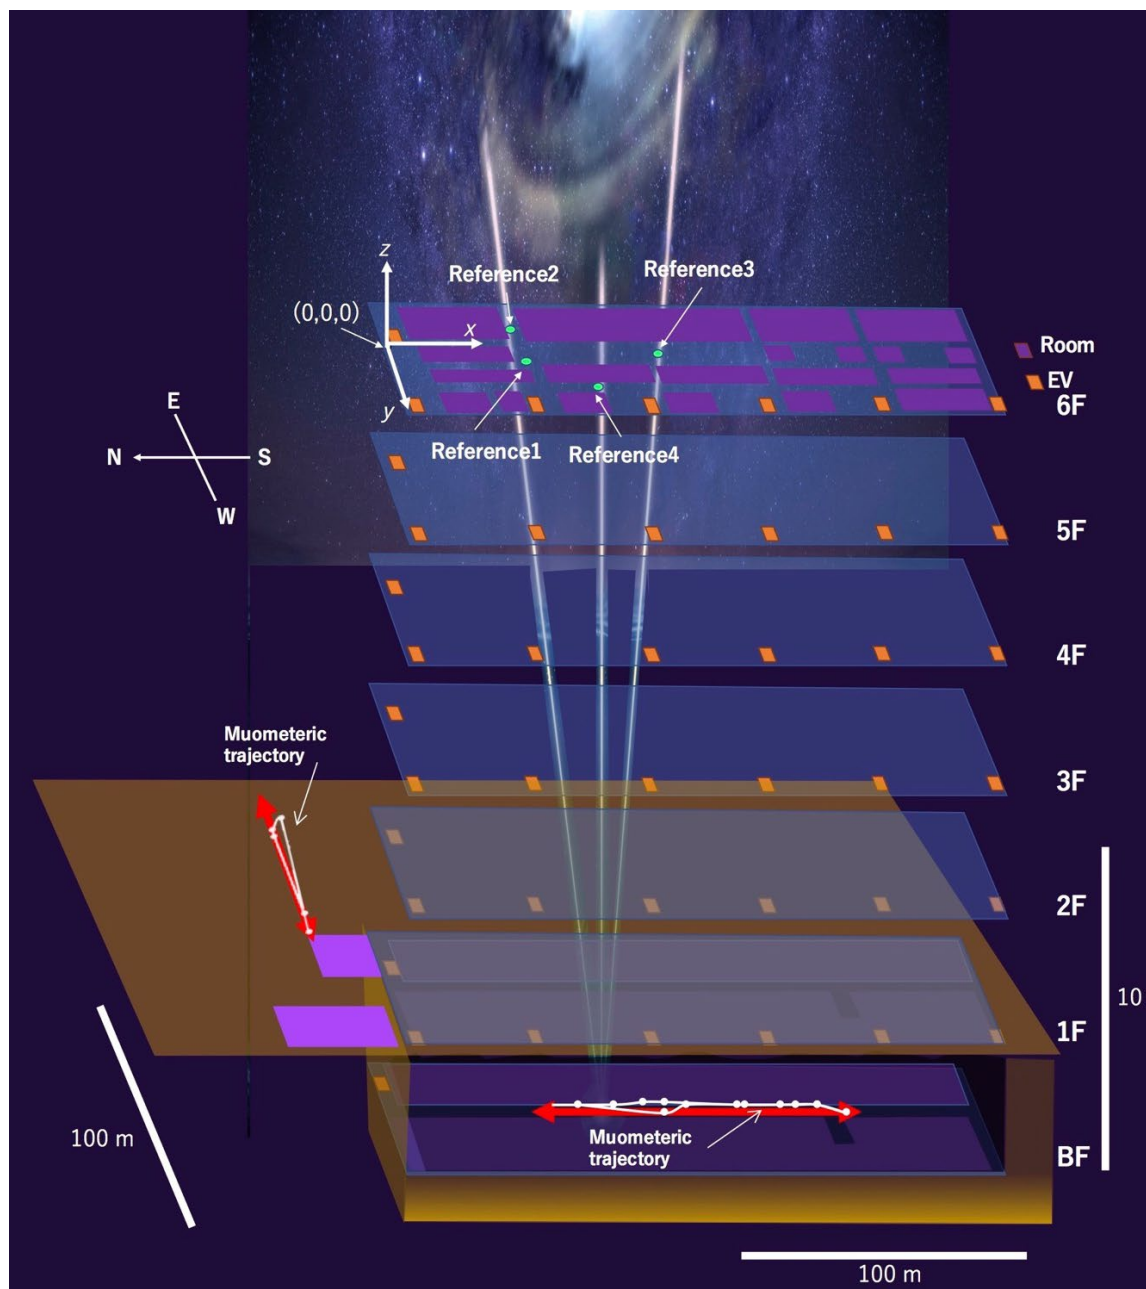 z
Reference2
Reference3
(0,0,0)
x
Room
EV
y
6F
E
N
S
W
Reference1
Reference4
5F
4F
3F
Muometeric
trajectory
2F
10
1F
100 m
Muometeric
trajectory
BF
100 m